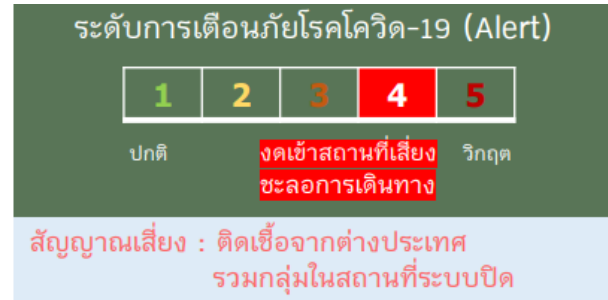 ระดับการเตือนภัยโรคโควิด-19 (Alert)
1 2 3 4 5
ปกติ งดเข้าสถานที่เสี่ยง วิกฤต
ชะลอการเดินทาง
สัญญาณเสี่ยง : ติดเชื้อจากต่างประเทศ
รวมกลุ่มในสถานที่ระบบปิด